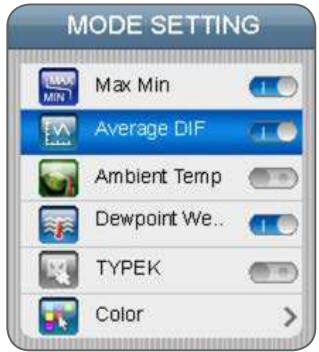 MODE SETTING
MAX
MIN
Max Min
Average DIF
Ambient Temp
Dewpoint We..
TYPEK
Color